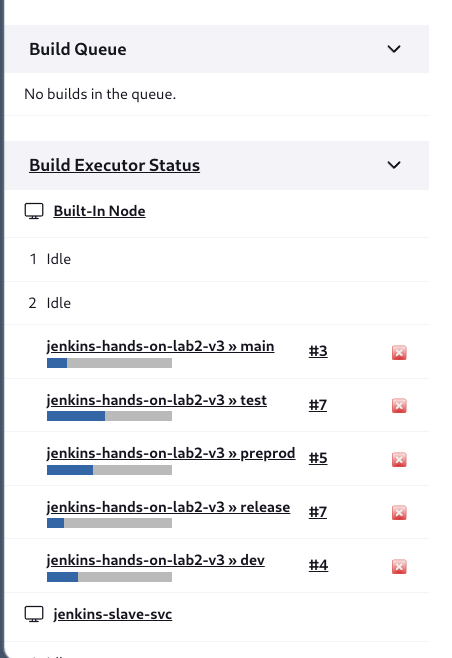 Build Queue
No builds in the queue.
Build Executor Status
Built-In Node
1 Idle
2 Idle
jenkins-hands-on-lab2-v3 » main #3
jenkins-hands-on-lab2-v3 » test #7
jenkins-hands-on-lab2-v3 » preprod #5
jenkins-hands-on-lab2-v3 » release #7
jenkins-hands-on-lab2-v3 » dev #4
jenkins-slave-svc